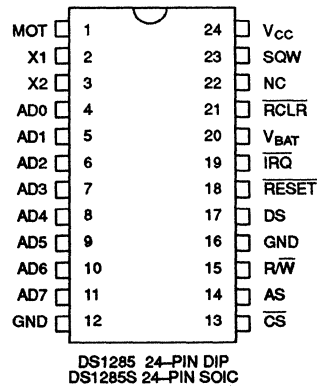 MOT 1 24 VCC
X1 2 23 SQW
X2 3 22 NC
AD0 4 21 RCLR
AD1 5 20 VBAT
AD2 6 19 IRQ
AD3 7 18 RESET
AD4 8 17 DS
AD5 9 16 GND
AD6 10 15 R/W
AD7 11 14 AS
GND 12 13 CS
DS1285 24-PIN DIP
DS1285S 24-PIN SOIC